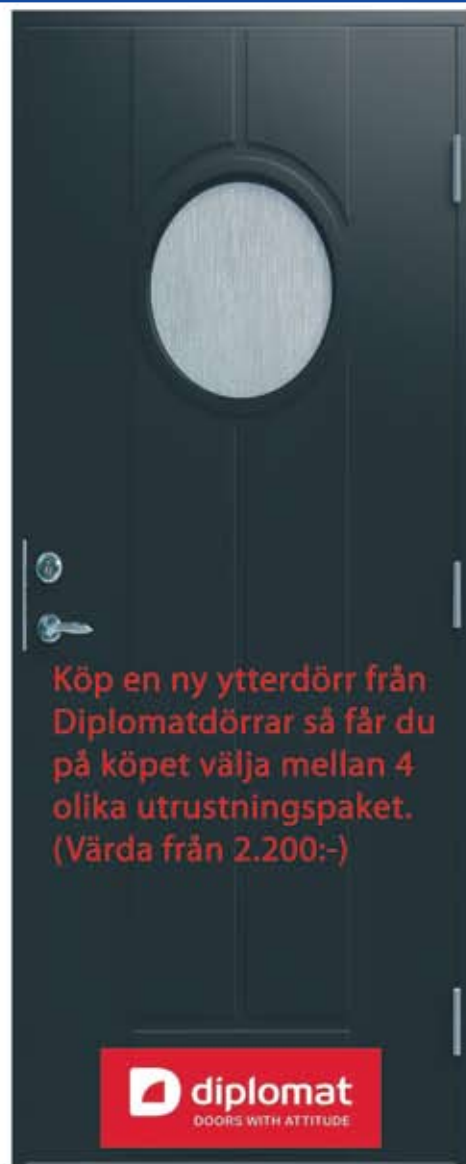 Köp en ny ytterdörr från
Diplomatdörrar så får du
på köpet välja mellan 4
olika utrustningspaket.
(Värda från 2.200:-)
diplomat
DOORS WITH ATTITUDE